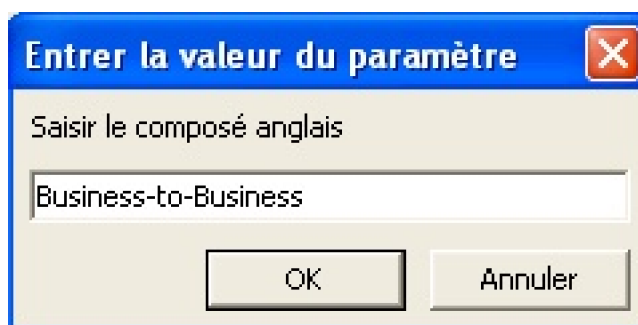 Entrer la valeur du paramètre
Saisir le composé anglais
Business-to-Business
OK Annuler